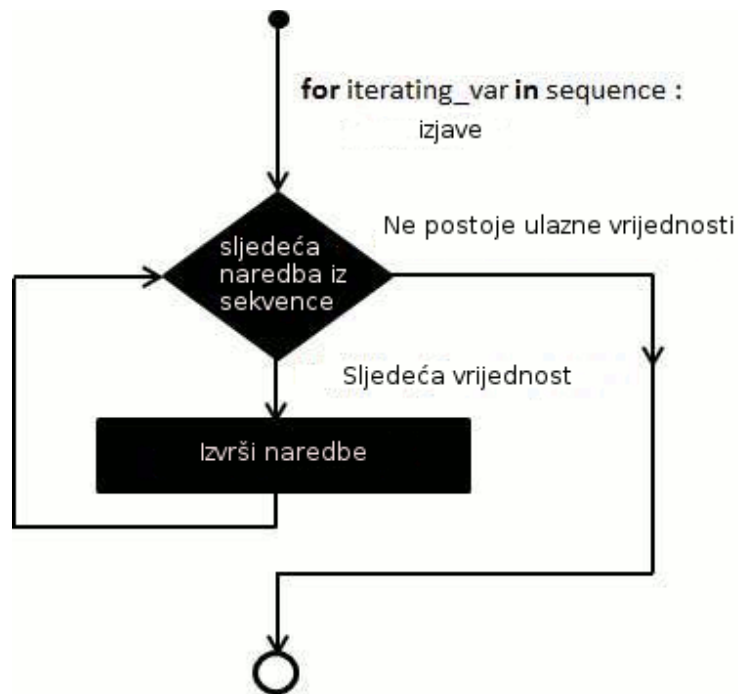 for iterating_var in sequence :
izjave
Ne postoje ulazne vrijednosti
sljedeća
naredba iz
sekvence
Sljedeća vrijednost
Izvrši naredbe